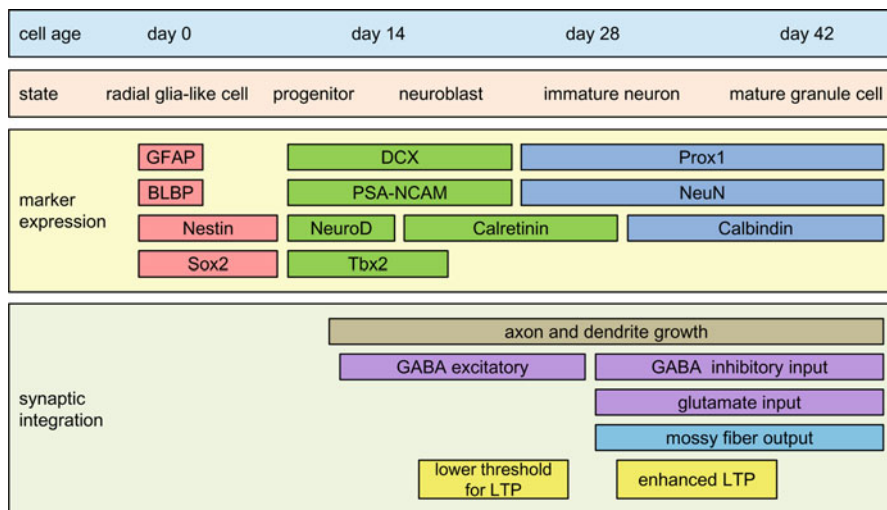 cell age day 0 day 14 day 28 day 42
state radial glia-like cell progenitor neuroblast immature neuron mature granule cell
marker
expression
GFAP DCX Prox1
BLBP PSA-NCAM NeuN
Nestin NeuroD Calretinin Calbindin
Sox2 Tbx2
synaptic
integration
axon and dendrite growth
GABA excitatory GABA inhibitory input
glutamate input
mossy fiber output
lower threshold
for LTP
enhanced LTP